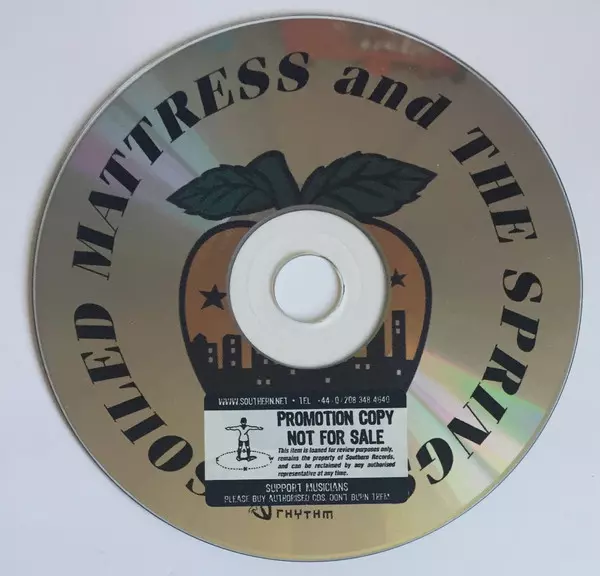 SOILED MATTRESS and THE SPRINGS
WWW.SOUTHERN.NET • TEL +44 0/208 348 4640
PROMOTION COPY
NOT FOR SALE
This item is loaned for review purposes only,
remains the property of Southern Records,
and can be reclaimed by any authorised
representative at any time.
SUPPORT MUSICIANS
PLEASE BUY AUTHORISED CDS, DON'T BURN THEM
RHYTHM